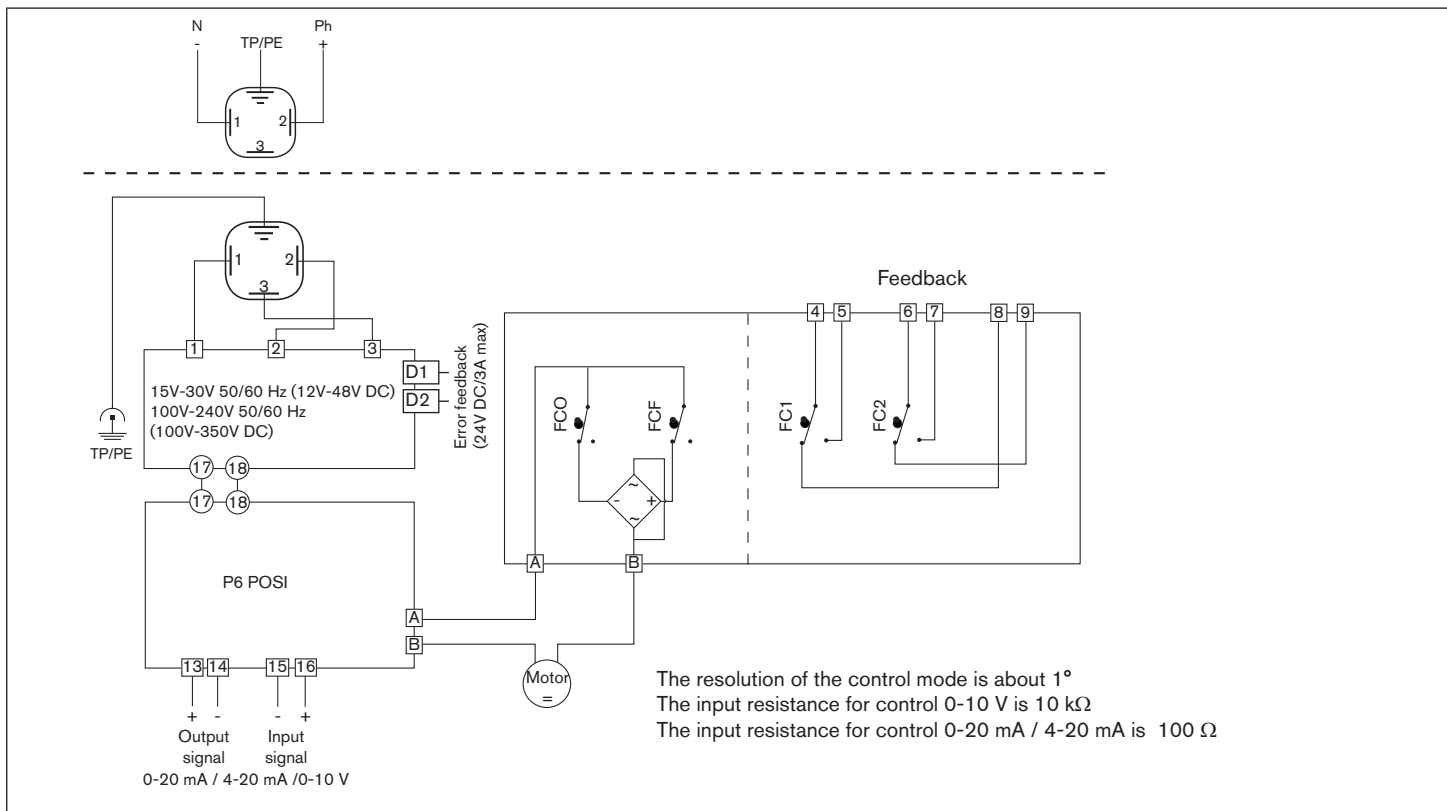 N
-
TP/PE
Ph
+
1
2
3
1
2
3
1
2
3
15V-30V 50/60 Hz (12V-48V DC)
100V-240V 50/60 Hz
(100V-350V DC)
D1
D2
Error feedback
(24V DC/3A max)
TP/PE
17
18
17
18
P6 POSI
A
B
13
14
15
16
+
-
-
+
Output
signal
Input
signal
0-20 mA / 4-20 mA /0-10 V
Feedback
4
5
6
7
8
9
FCO
FCF
FC1
FC2
~
-
+
~
A
B
Motor
=
The resolution of the control mode is about 1°
The input resistance for control 0-10 V is 10 kΩ
The input resistance for control 0-20 mA / 4-20 mA is 100 Ω